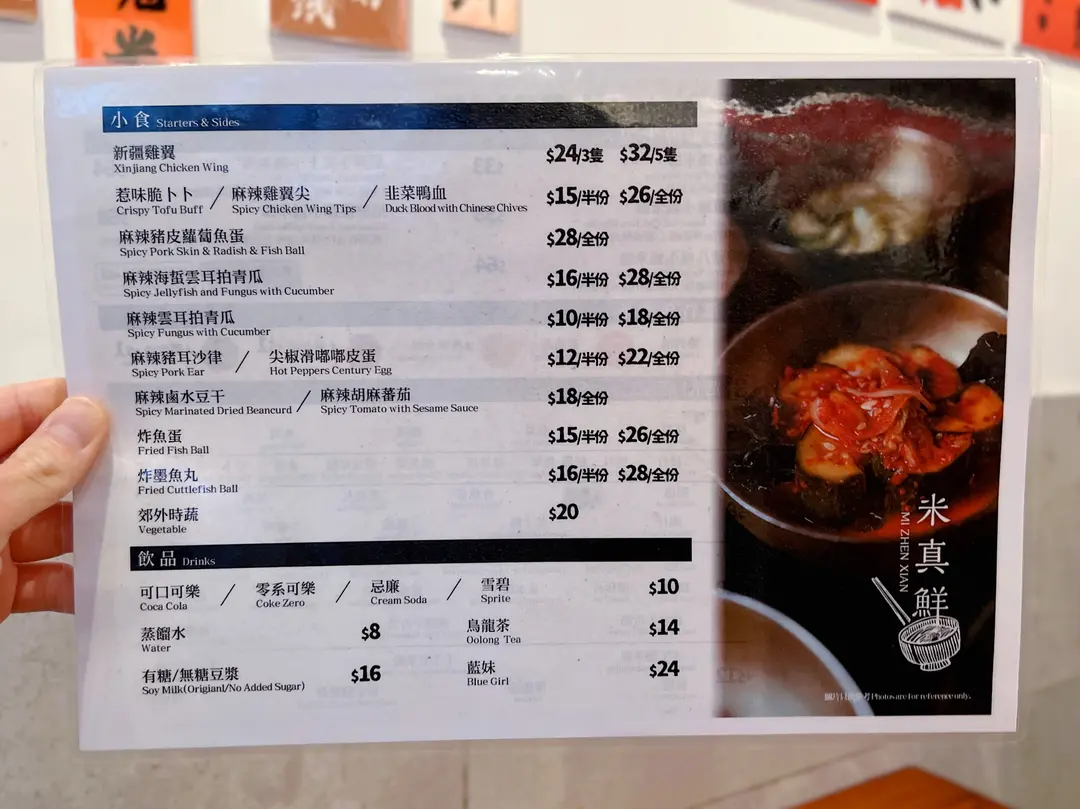 小食 Starters & Sides
新疆雞翼 $24/3隻 $32/5隻
Xinjiang Chicken Wing
惹味脆卜卜 / 麻辣雞翼尖 / 韭菜鴨血 $15/半份 $26/全份
Crispy Tofu Buff Spicy Chicken Wing Tips Duck Blood with Chinese Chives
麻辣豬皮蘿蔔魚蛋 $28/全份
Spicy Pork Skin & Radish & Fish Ball
麻辣海蜇雲耳拍青瓜 $16/半份 $28/全份
Spicy Jellyfish and Fungus with Cucumber
麻辣雲耳拍青瓜 $10/半份 $18/全份
Spicy Fungus with Cucumber
麻辣豬耳沙律 / 尖椒滑嘟嘟皮蛋 $12/半份 $22/全份
Spicy Pork Ear Hot Peppers Century Egg
麻辣鹵水豆干 / 麻辣胡麻蕃茄 $18/全份
Spicy Marinated Dried Beancurd Spicy Tomato with Sesame Sauce
炸魚蛋 $15/半份 $26/全份
Fried Fish Ball
炸墨魚丸 $16/半份 $28/全份
Fried Cuttlefish Ball
郊外時蔬 $20
Vegetable
飲品 Drinks
可口可樂 / 零系可樂 / 忌廉 / 雪碧 $10
Coca Cola Coke Zero Cream Soda Sprite
蒸餾水 $8 烏龍茶 $14
Water Oolong Tea
有糖/無糖豆漿 $16 藍妹 $24
Soy Milk(Origianl/No Added Sugar) Blue Girl
米真鮮
MI ZHEN XIAN
Photos are for reference only.